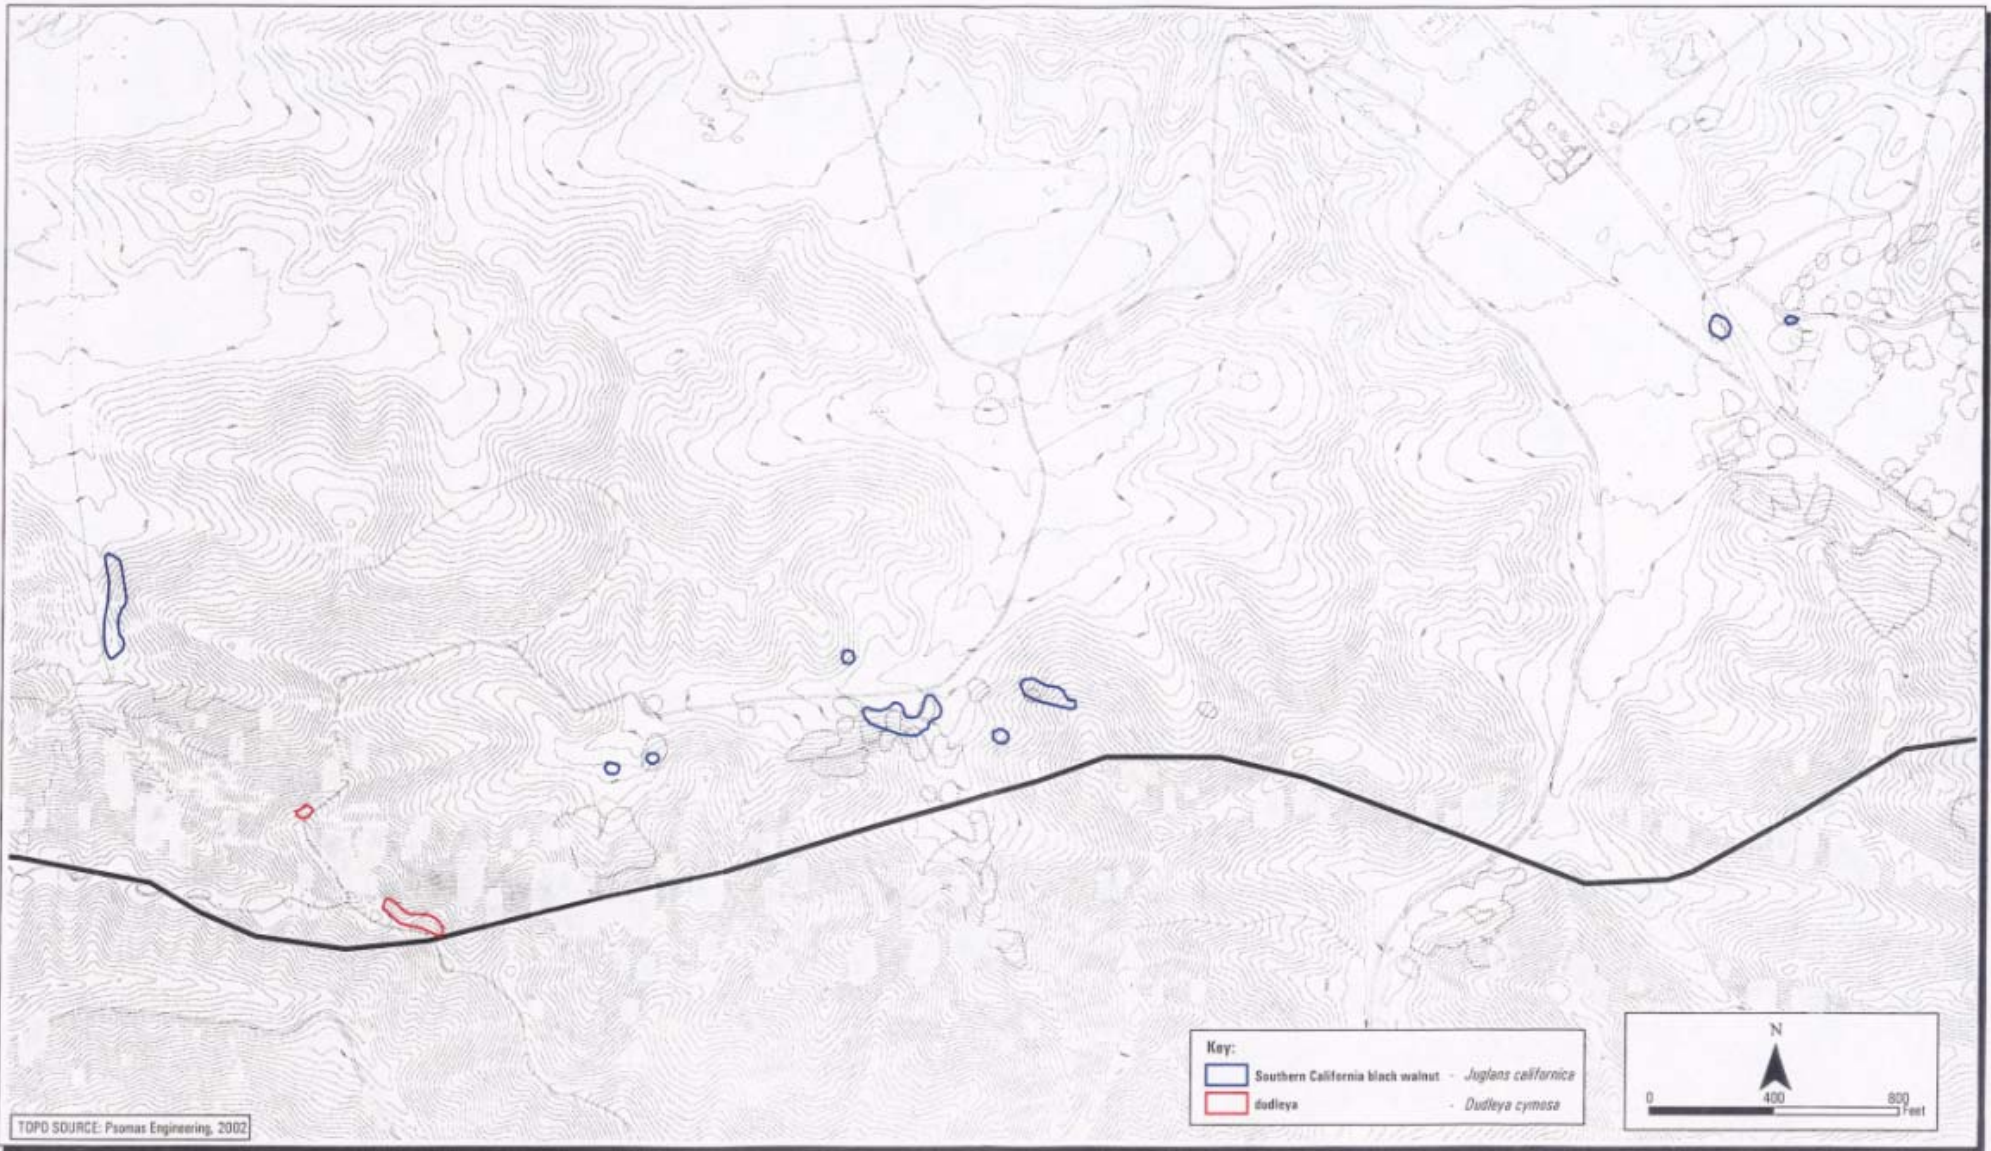 Key:
Southern California black walnut - Juglans californica
dudleya - Dudleya cymosa
N
0 400 800
Feet
TOPO SOURCE: Psomas Engineering, 2002